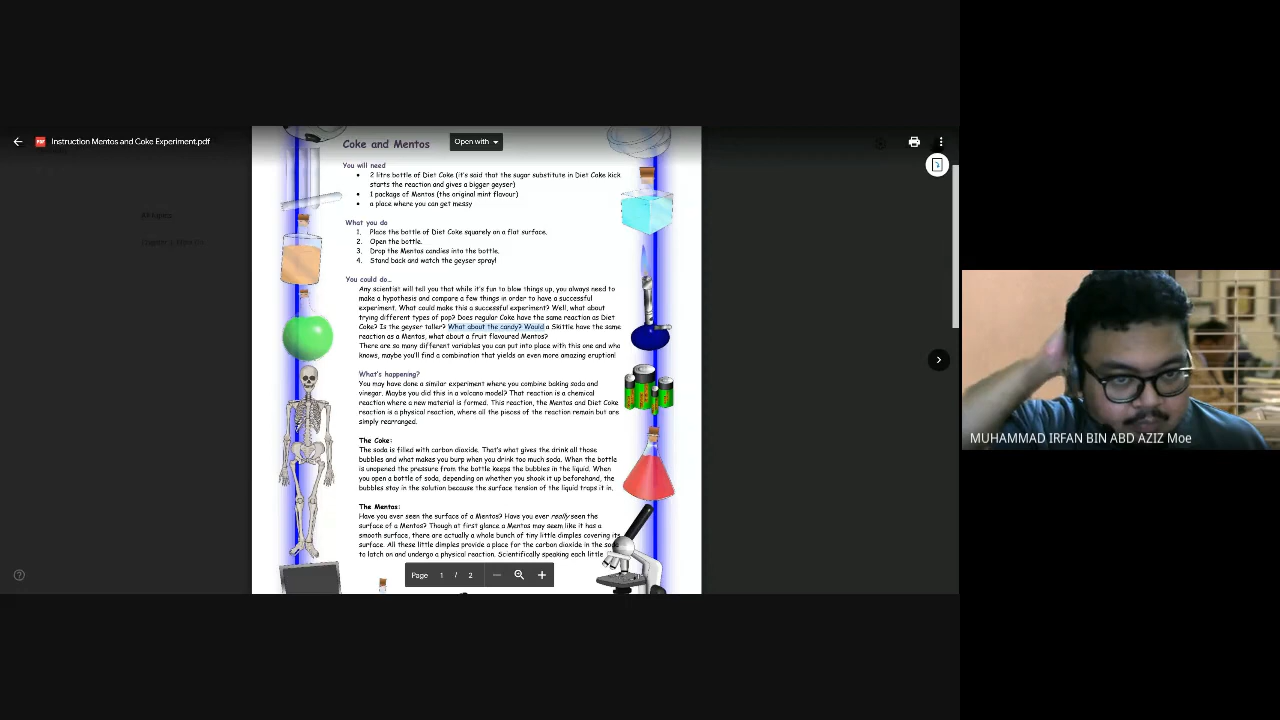 Instruction Mentos and Coke Experiment.pdf
Open with
Coke and Mentos
You will need
• 2 litre bottle of Diet Coke (it's said that the sugar substitute in Diet Coke kick
starts the reaction and gives a bigger geyser)
• 1 package of Mentos (the original mint flavour)
• a place where you can get messy
What you do
1. Place the bottle of Diet Coke squarely on a flat surface.
2. Open the bottle.
3. Drop the Mentos candies into the bottle.
4. Stand back and watch the geyser spray!
You could do…
Any scientist will tell you that while it's fun to blow things up, you always need to
make a hypothesis and compare a few things in order to have a successful
experiment. What could make this a successful experiment? Well, what about
trying different types of pop? Does regular Coke have the same reaction as Diet
Coke? Is the geyser taller? What about the candy? Would a Skittle have the same
reaction as a Mentos, what about a fruit flavoured Mentos?
There are so many different variables you can put into place with this one and who
knows, maybe you'll find a combination that yields an even more amazing eruption!
What's happening?
You may have done a similar experiment where you combine baking soda and
vinegar. Maybe you did this in a volcano model? That reaction is a chemical
reaction where a new material is formed. This reaction, the Mentos and Diet Coke
reaction is a physical reaction, where all the pieces of the reaction remain but are
simply rearranged.
The Coke:
The soda is filled with carbon dioxide. That's what gives the drink all those
bubbles and what makes you burp when you drink too much soda. When the bottle
is unopened the pressure from the bottle keeps the bubbles in the liquid. When
you open a bottle of soda, depending on whether you shook it up beforehand, the
bubbles stay in the solution because the surface tension of the liquid traps it in.
The Mentos:
Have you ever seen the surface of a Mentos? Have you ever really seen the
surface of a Mentos? Though at first glance a Mentos may seem like it has a
smooth surface, there are actually a whole bunch of tiny little dimples covering its
surface. All these little dimples provide a place for the carbon dioxide in the
to latch on and undergo a physical reaction. Scientifically speaking each little
Page 1 / 2
MUHAMMAD IRFAN BIN ABD AZIZ Moe